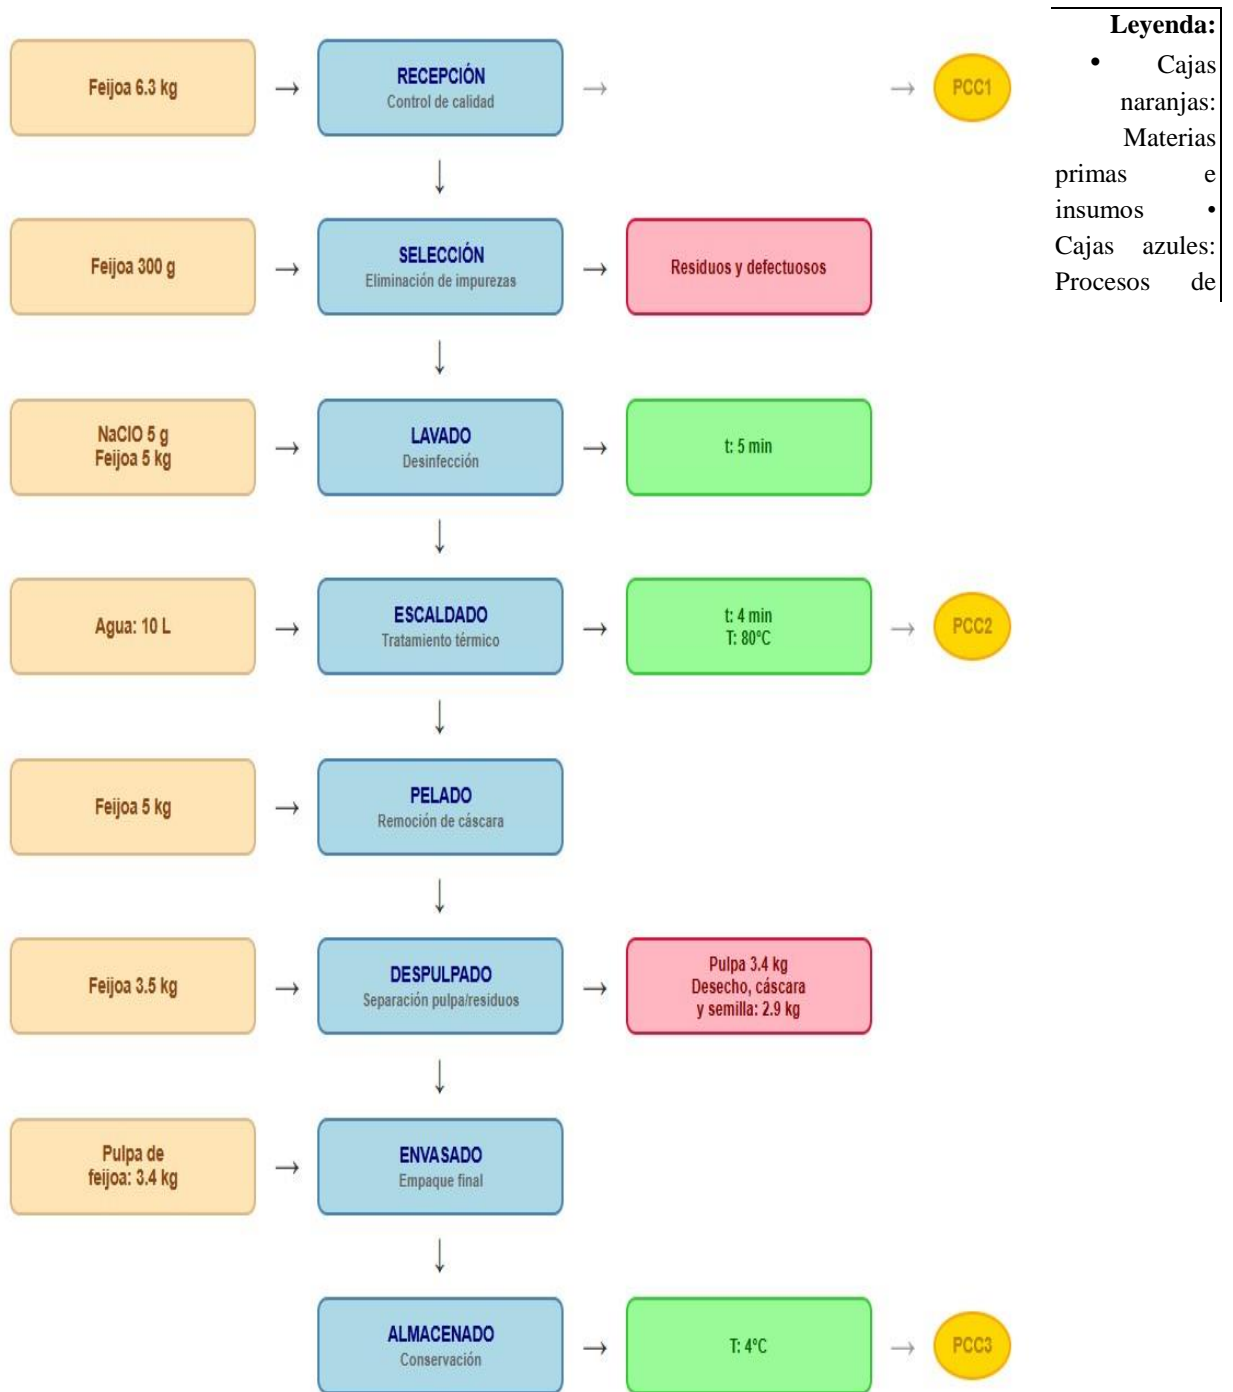 Leyenda:
• Cajas
naranjas:
Materias
primas e
insumos •
Cajas azules:
Procesos de
Feijoa 6.3 kg
RECEPCIÓN
Control de calidad
PCC1
Feijoa 300 g
SELECCIÓN
Eliminación de impurezas
Residuos y defectuosos
NaClO 5 g
Feijoa 5 kg
LAVADO
Desinfección
t: 5 min
Agua: 10 L
ESCALDADO
Tratamiento térmico
t: 4 min
T: 80°C
PCC2
Feijoa 5 kg
PELADO
Remoción de cáscara
Feijoa 3.5 kg
DESPULPADO
Separación pulpa/residuos
Pulpa 3.4 kg
Desecho, cáscara
y semilla: 2.9 kg
Pulpa de
feijoa: 3.4 kg
ENVASADO
Empaque final
ALMACENADO
Conservación
T: 4°C
PCC3